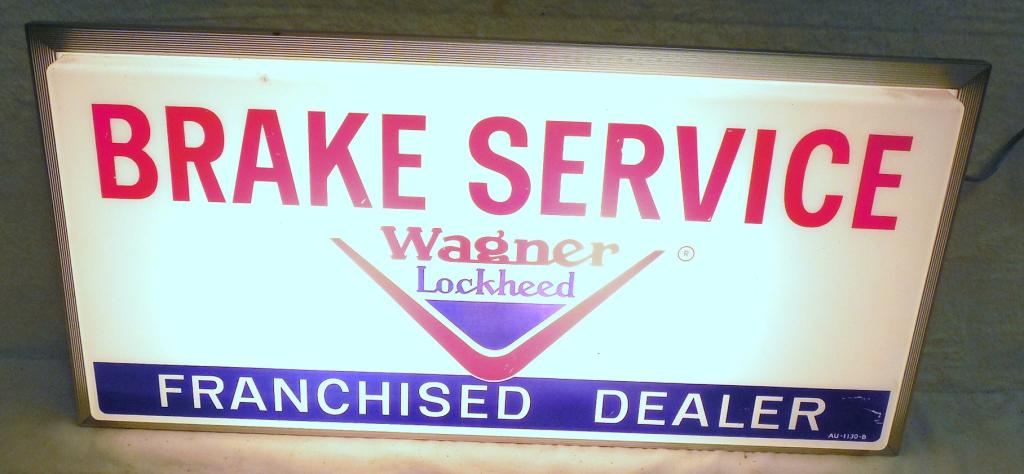 BRAKE SERVICE
Wagner ®
Lockheed
FRANCHISED DEALER
AU-1130-B